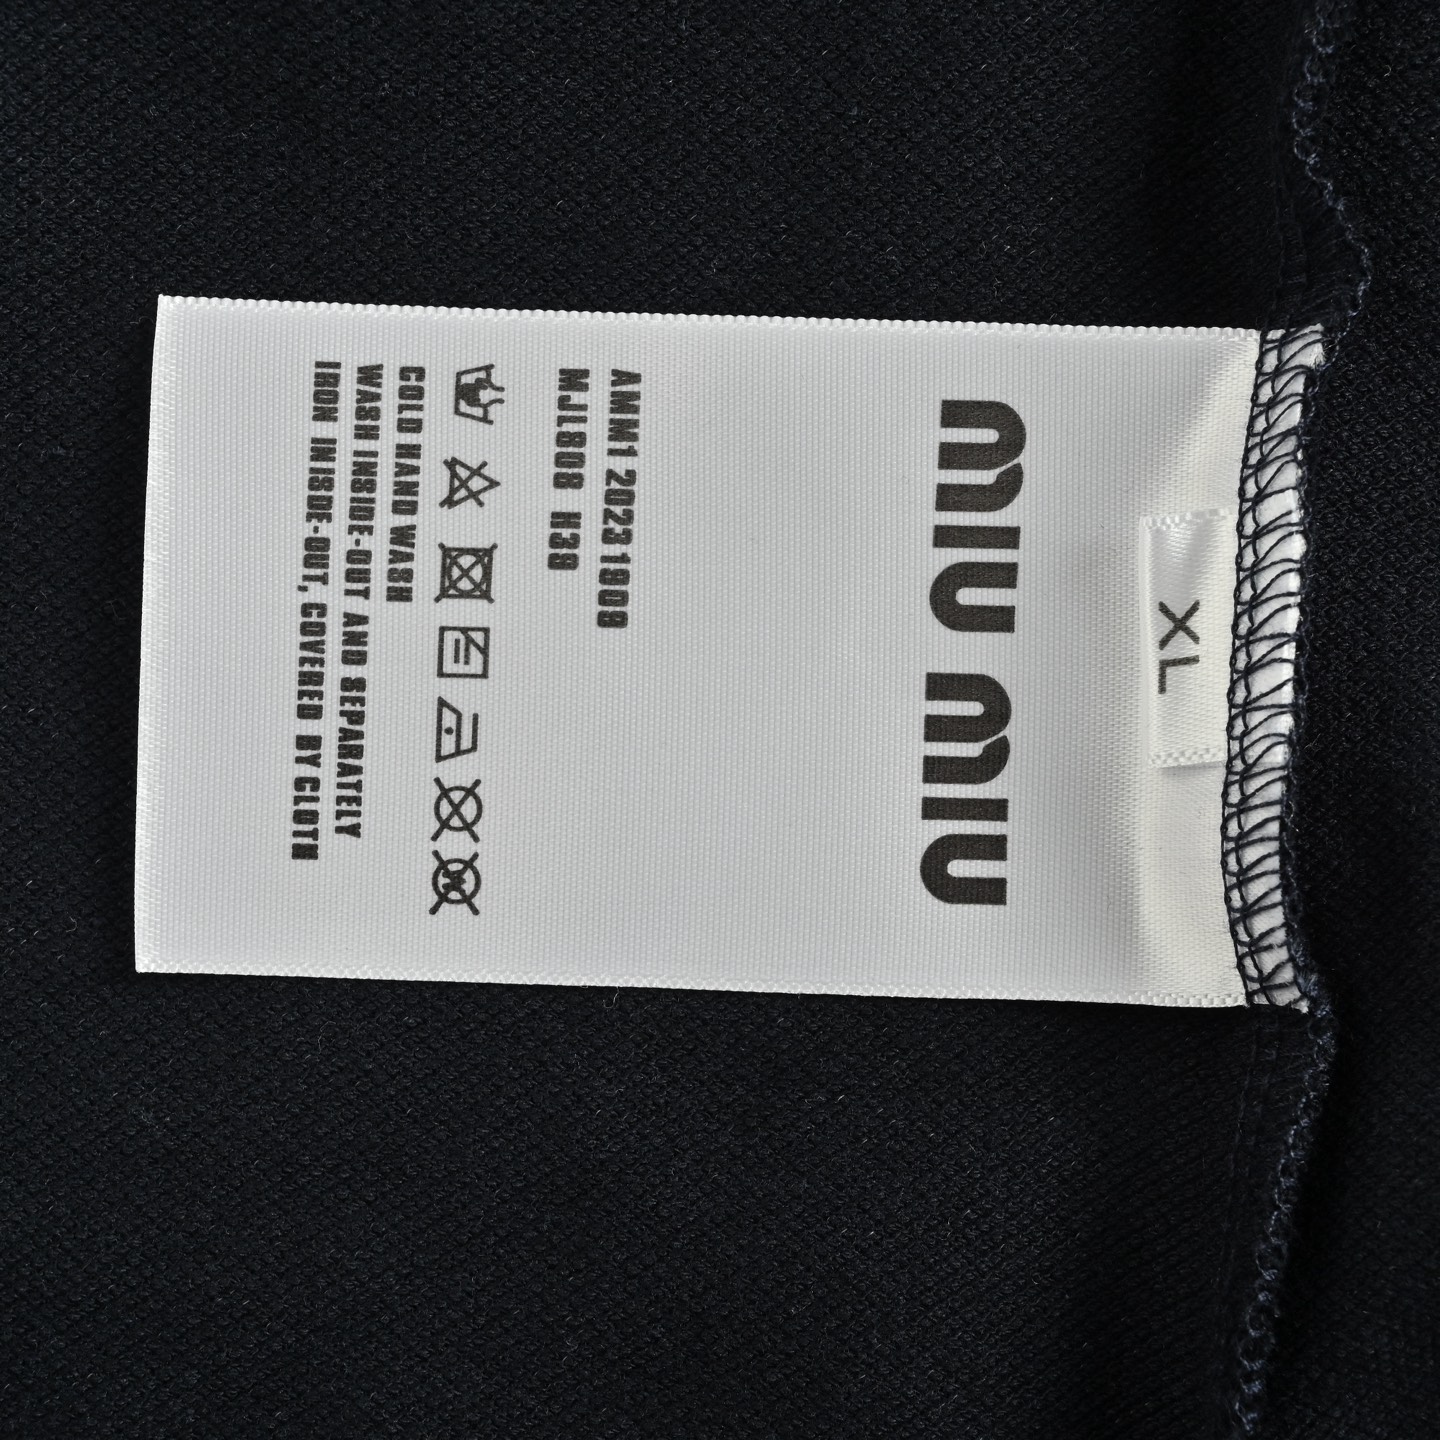 XL
MIU MIU
AMM1 20231909
MJL808 H39
COLD HAND WASH
WASH INSIDE-OUT AND SEPARATELY
IRON INISDE-OUT, COVERED BY CLOTH